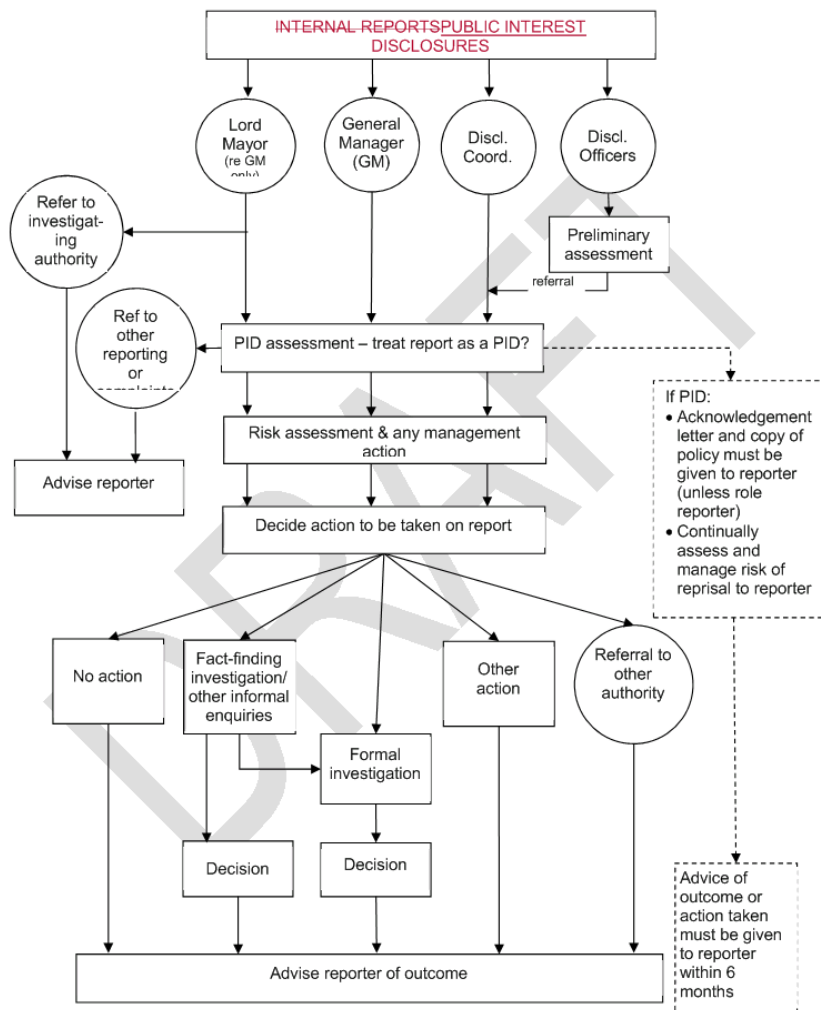 INTERNAL REPORTSPUBLIC INTEREST
DISCLOSURES
Lord
Mayor
(re GM
only)
General
Manager
(GM)
Discl.
Coord.
Discl.
Officers
Refer to
investigat-
ing
authority
Preliminary
assessment
referral
Ref to
other
reporting
or
complaints
PID assessment – treat report as a PID?
If PID:
• Acknowledgement
letter and copy of
policy must be
given to reporter
(unless role
reporter)
• Continually
assess and
manage risk of
reprisal to reporter
Risk assessment & any management
action
Advise reporter
Decide action to be taken on report
No action
Fact-finding
investigation/
other informal
enquiries
Other
action
Referral to
other
authority
Formal
investigation
Decision
Decision
Advice of
outcome or
action taken
must be given
to reporter
within 6
months
Advise reporter of outcome
DRAFT